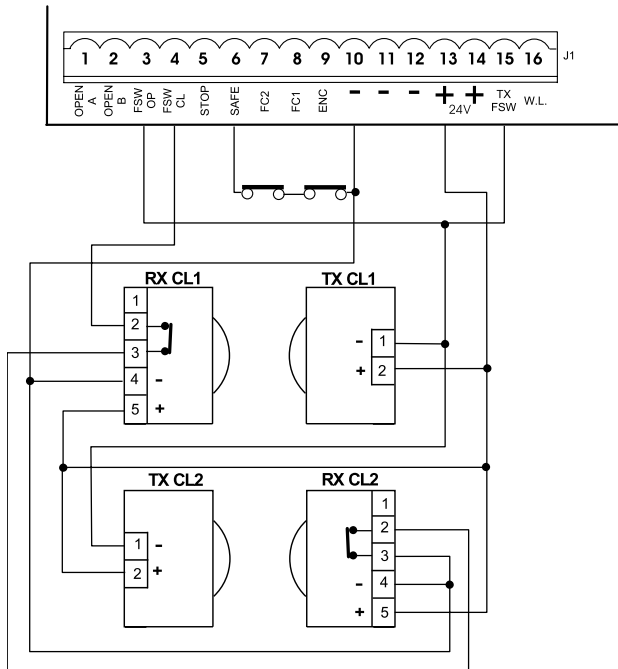 1 2 3 4 5 6 7 8 9 10 11 12 13 14 15 16 J1
OPEN A
OPEN B
FSW OP
FSW CL
STOP
SAFE
FC2
FC1
ENC
-
-
-
+ +
24V
TX FSW
W.L.
RX CL1
1
2
3
4 -
5 +
TX CL1
- 1
+ 2
TX CL2
1 -
2 +
RX CL2
1
2
3
- 4
+ 5